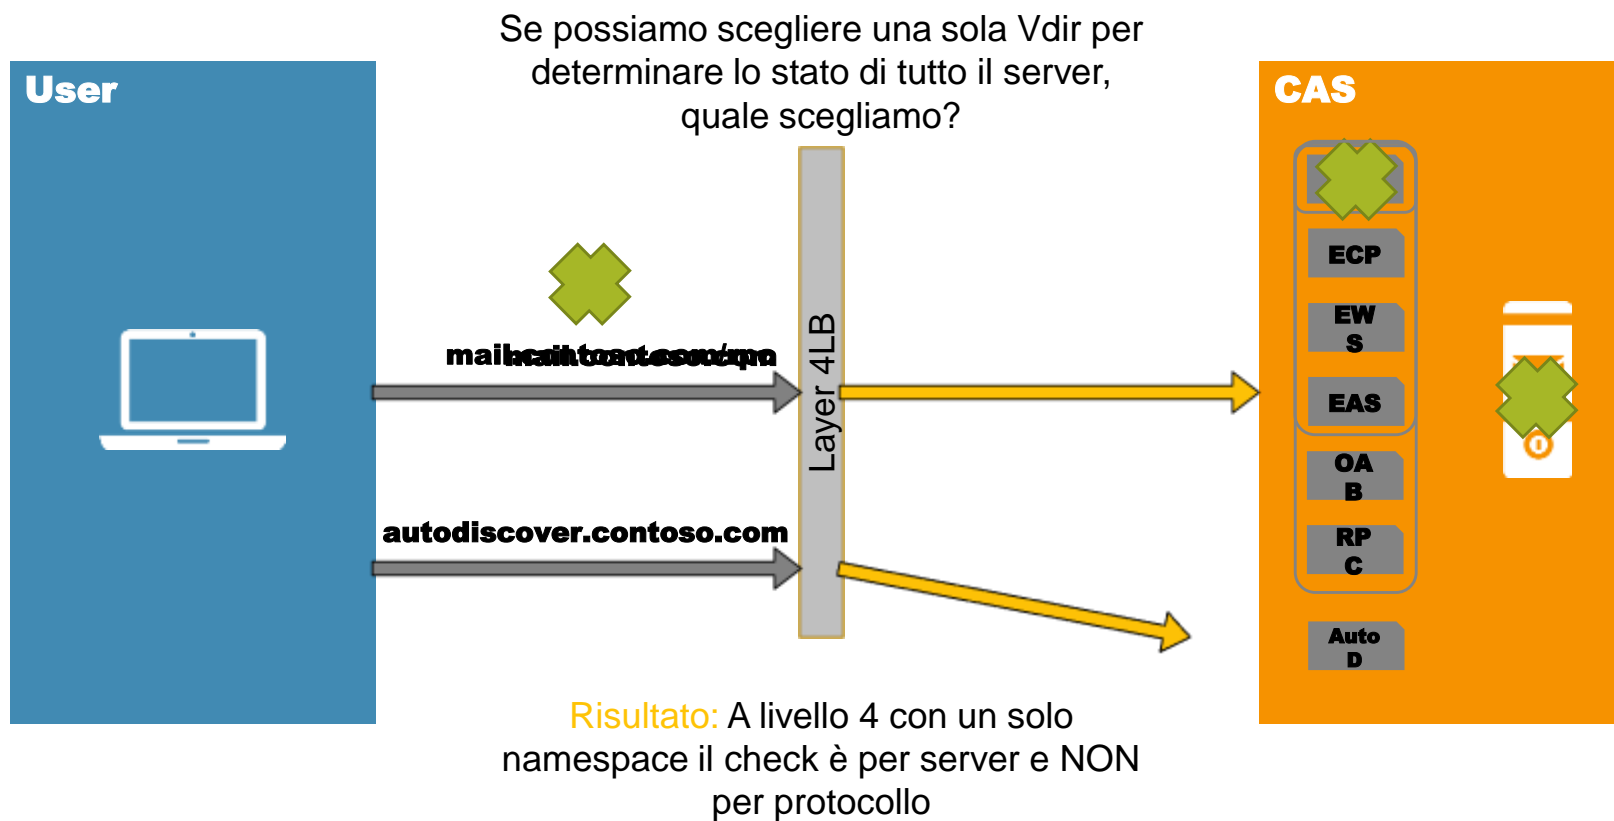 Se possiamo scegliere una sola Vdir per
determinare lo stato di tutto il server,
quale scegliamo?
User
CAS
ECP
EW
S
EAS
OA
B
RP
C
Auto
D
Layer 4LB
autodiscover.contoso.com
Risultato: A livello 4 con un solo
namespace il check è per server e NON
per protocollo